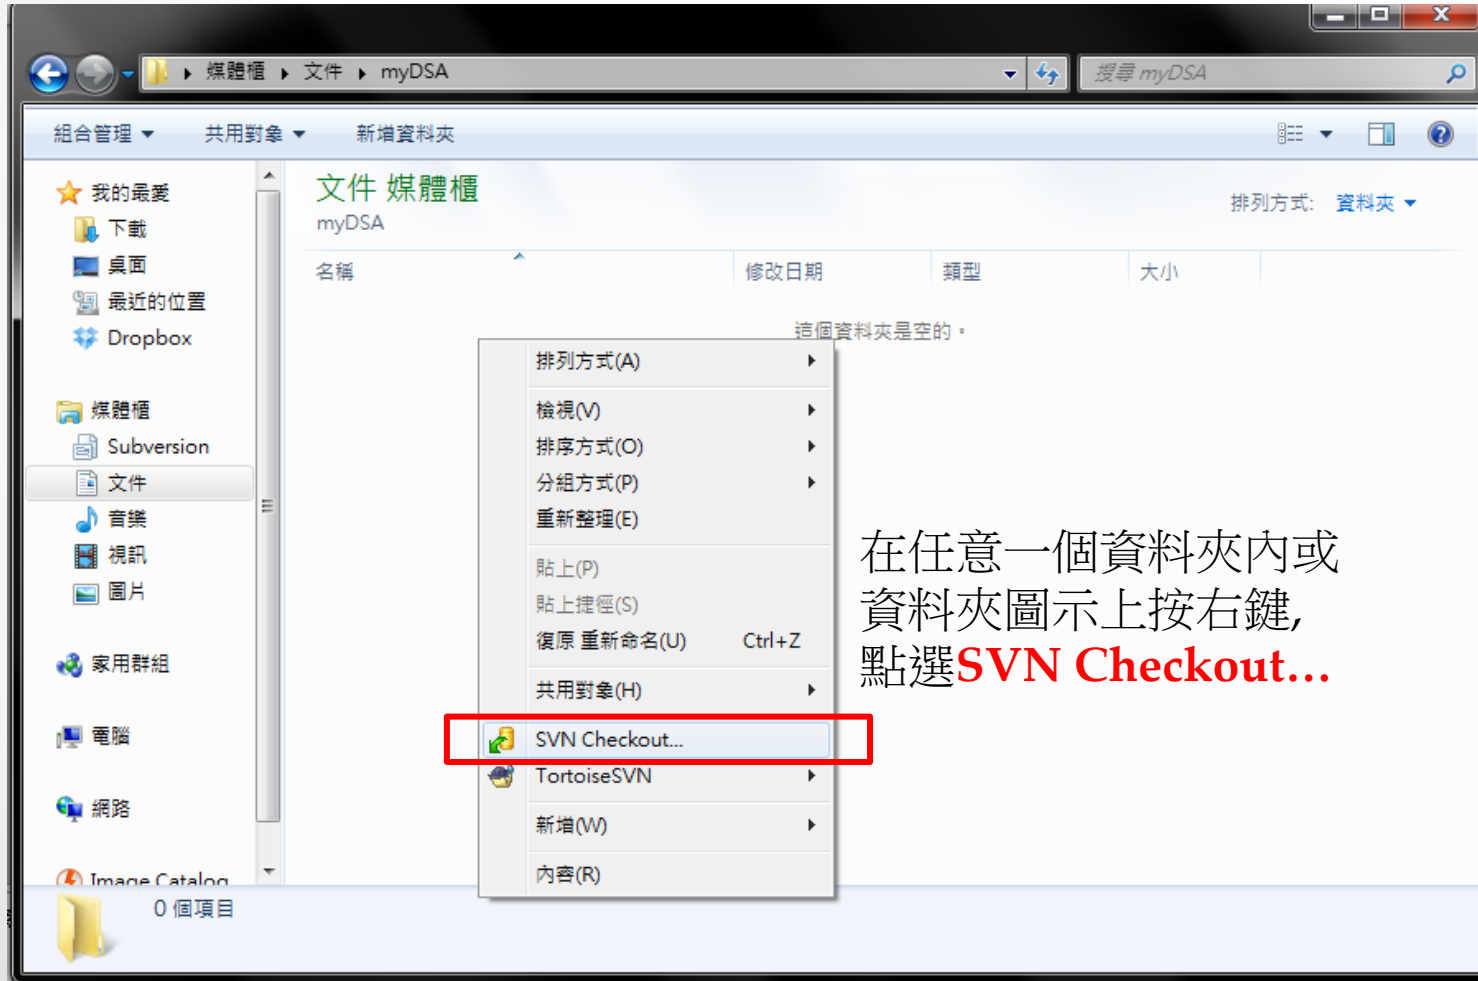 媒體櫃 ▸ 文件 ▸ myDSA
搜尋 myDSA
組合管理 共用對象 新增資料夾
我的最愛
下載
桌面
最近的位置
Dropbox
媒體櫃
Subversion
文件
音樂
視訊
圖片
家用群組
電腦
網路
Image Catalog
文件 媒體櫃
myDSA
排列方式: 資料夾
名稱 修改日期 類型 大小
這個資料夾是空的。
排列方式(A)
檢視(V)
排序方式(O)
分組方式(P)
重新整理(E)
貼上(P)
貼上捷徑(S)
復原 重新命名(U) Ctrl+Z
共用對象(H)
SVN Checkout...
TortoiseSVN
新增(W)
內容(R)
在任意一個資料夾內或
資料夾圖示上按右鍵,
點選SVN Checkout…
0 個項目